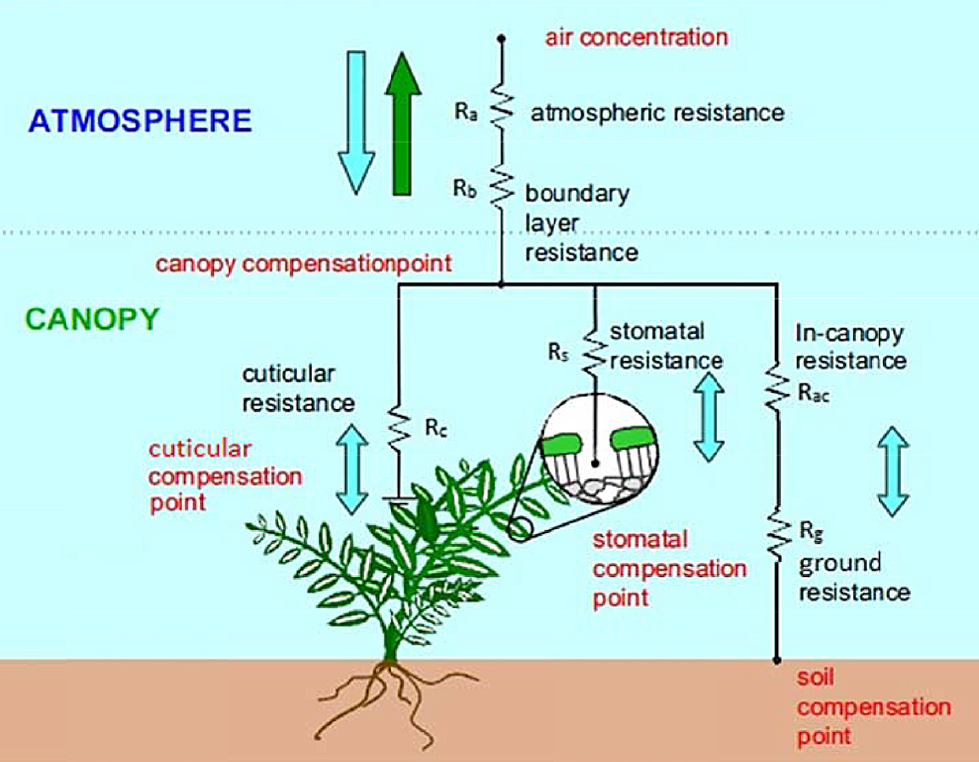 air concentration
ATMOSPHERE
Ra
atmospheric resistance
Rb
boundary
layer
resistance
canopy compensationpoint
CANOPY
cuticular
resistance
Rc
cuticular
compensation
point
Rs
stomatal
resistance
In-canopy
resistance
Rac
stomatal
compensation
point
Rg
ground
resistance
soil
compensation
point